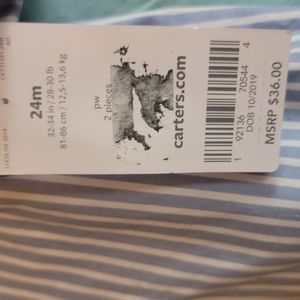 24m
32-34 in / 28-30 lb
81-86 cm / 12,5-13,6 kg
pw
2 pieces
carters.com
1 92136 70544 4
DOB 10/2019
MSRP $36.00